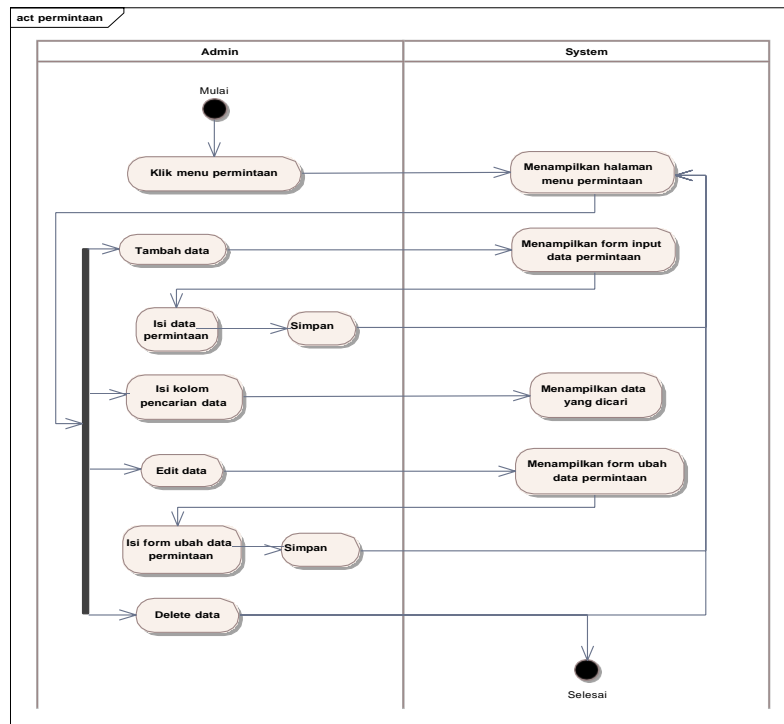 act permintaan
Admin
System
Mulai
Klik menu permintaan
Menampilkan halaman
menu permintaan
Tambah data
Menampilkan form input
data permintaan
Isi data
permintaan
Simpan
Isi kolom
pencarian data
Menampilkan data
yang dicari
Edit data
Menampilkan form ubah
data permintaan
Isi form ubah data
permintaan
Simpan
Delete data
Selesai